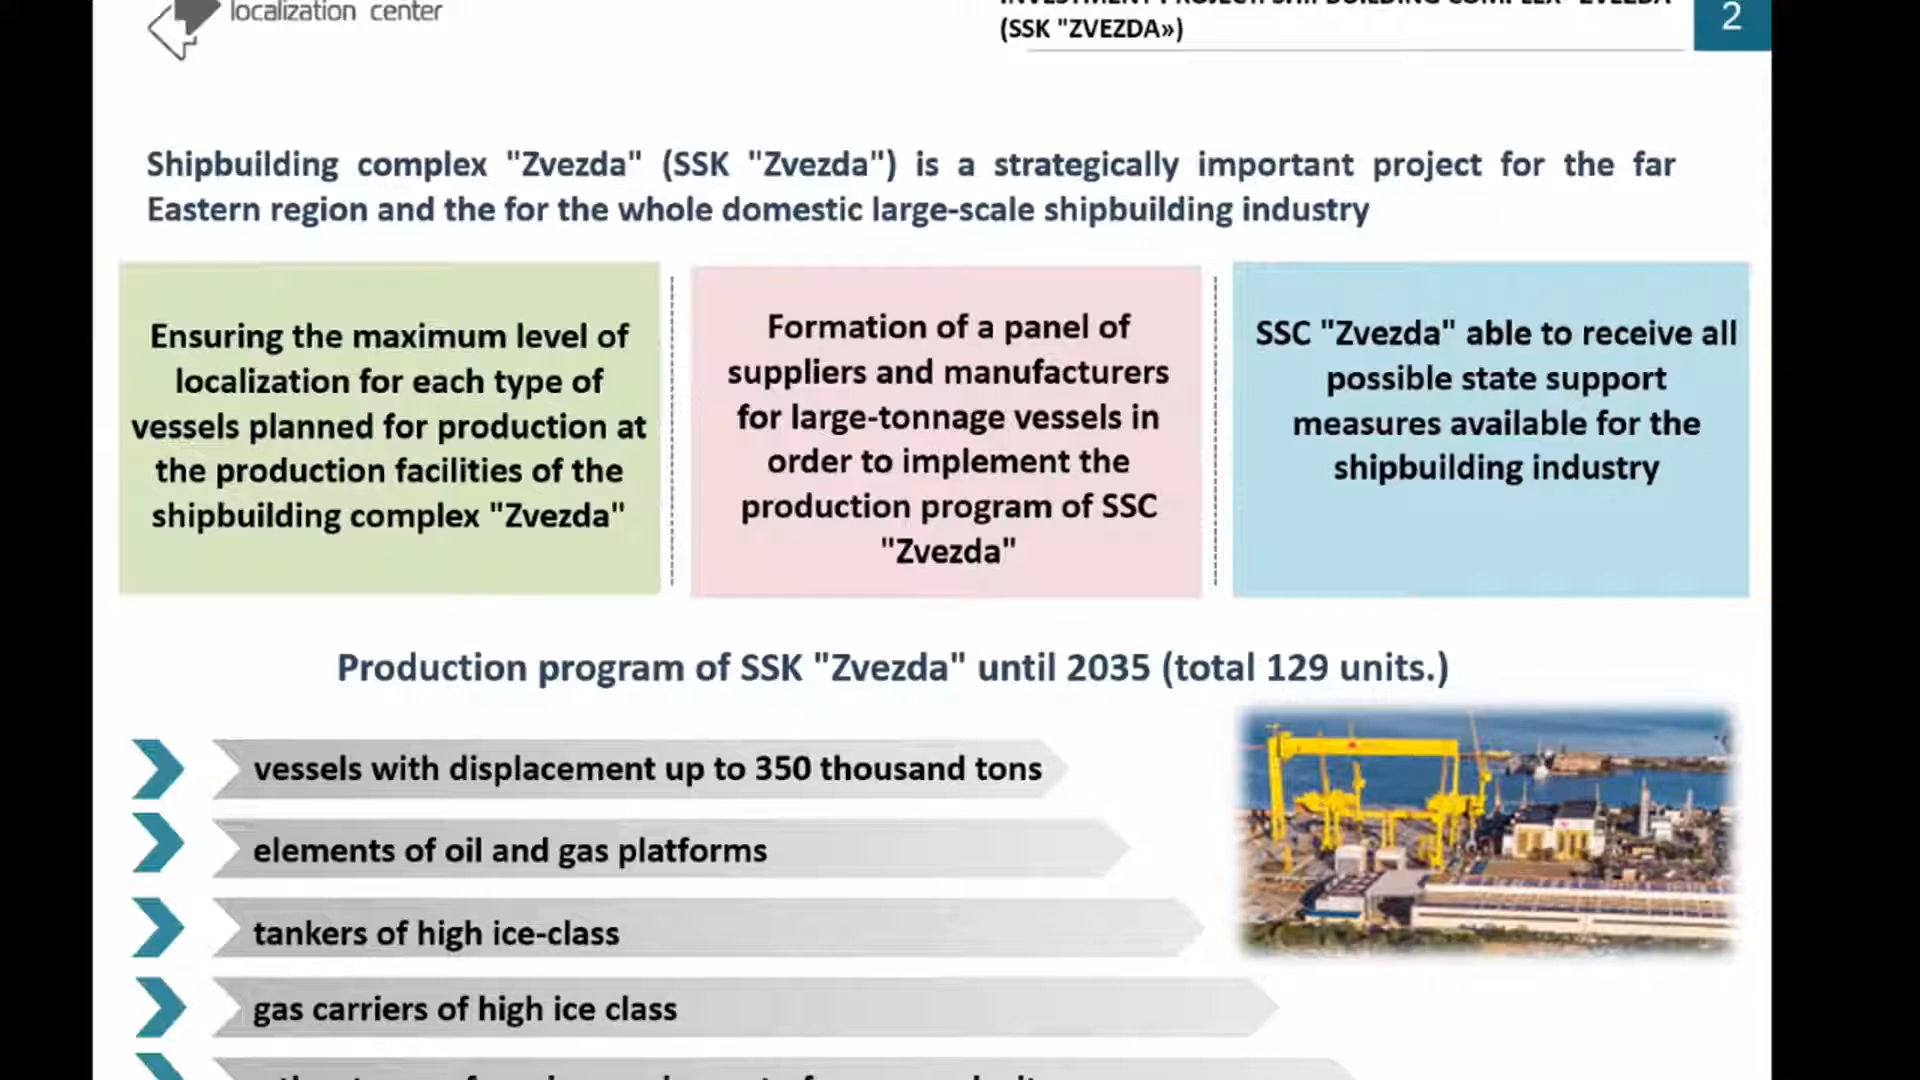 localization center
INVESTMENT PROJECT: SHIPBUILDING COMPLEX "ZVEZDA"
(SSK "ZVEZDA»)
2
Shipbuilding complex "Zvezda" (SSK "Zvezda") is a strategically important project for the far
Eastern region and the for the whole domestic large-scale shipbuilding industry
Ensuring the maximum level of
localization for each type of
vessels planned for production at
the production facilities of the
shipbuilding complex "Zvezda"
Formation of a panel of
suppliers and manufacturers
for large-tonnage vessels in
order to implement the
production program of SSC
"Zvezda"
SSC "Zvezda" able to receive all
possible state support
measures available for the
shipbuilding industry
Production program of SSK "Zvezda" until 2035 (total 129 units.)
vessels with displacement up to 350 thousand tons
elements of oil and gas platforms
tankers of high ice-class
gas carriers of high ice class